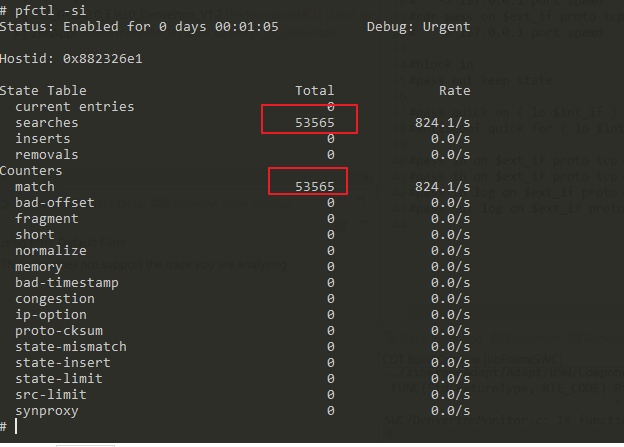 # pfctl -si
Status: Enabled for 0 days 00:01:05           Debug: Urgent
Hostid: 0x882326e1
State Table                          Total             Rate
  current entries                        0
  searches                           53565          824.1/s
  inserts                                0            0.0/s
  removals                               0            0.0/s
Counters
  match                              53565          824.1/s
  bad-offset                             0            0.0/s
  fragment                               0            0.0/s
  short                                  0            0.0/s
  normalize                              0            0.0/s
  memory                                 0            0.0/s
  bad-timestamp                          0            0.0/s
  congestion                             0            0.0/s
  ip-option                              0            0.0/s
  proto-cksum                            0            0.0/s
  state-mismatch                         0            0.0/s
  state-insert                           0            0.0/s
  state-limit                            0            0.0/s
  src-limit                              0            0.0/s
  synproxy                               0            0.0/s
#